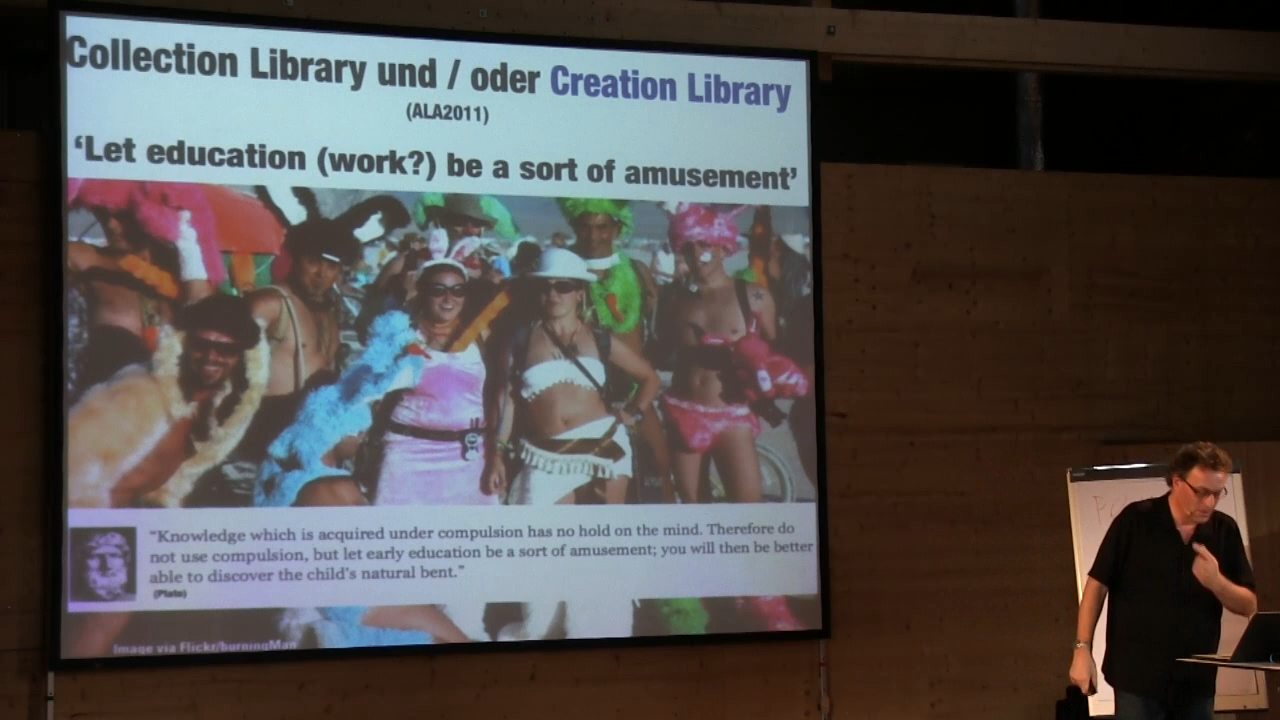 Collection Library und / oder Creation Library
(ALA2011)
‘Let education (work?) be a sort of amusement’
“Knowledge which is acquired under compulsion has no hold on the mind. Therefore do
not use compulsion, but let early education be a sort of amusement; you will then be better
able to discover the child’s natural bent.”
(Plato)
Image via Flickr/burningMan